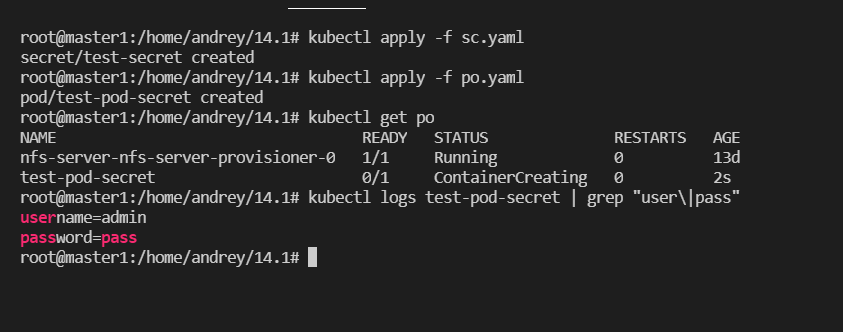 root@master1:/home/andrey/14.1# kubectl apply -f sc.yaml
secret/test-secret created
root@master1:/home/andrey/14.1# kubectl apply -f po.yaml
pod/test-pod-secret created
root@master1:/home/andrey/14.1# kubectl get po
NAME READY STATUS RESTARTS AGE
nfs-server-nfs-server-provisioner-0 1/1 Running 0 13d
test-pod-secret 0/1 ContainerCreating 0 2s
root@master1:/home/andrey/14.1# kubectl logs test-pod-secret | grep "user\|pass"
username=admin
password=pass
root@master1:/home/andrey/14.1#